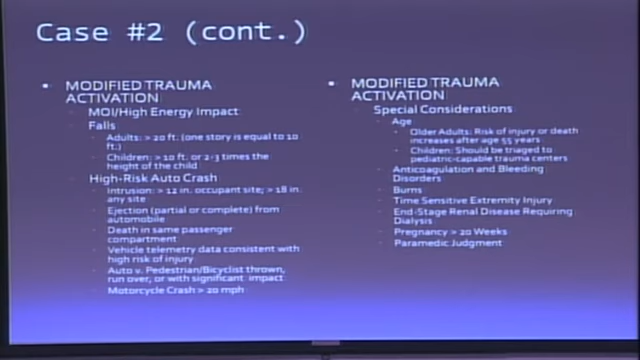 Case #2 (cont.)
MODIFIED TRAUMA
ACTIVATION
MOI/High Energy Impact
Falls
Adults: > 20 ft. (one story is equal to 10
ft.)
Children: > 10 ft. or 2-3 times the
height of the child
High-Risk Auto Crash
Intrusion: > 12 in. occupant site; > 18 in.
any site
Ejection (partial or complete) from
automobile
Death in same passenger
compartment
Vehicle telemetry data consistent with
high risk of injury
Auto v. Pedestrian/Bicyclist thrown,
run over, or with significant impact
Motorcycle Crash > 20 mph
MODIFIED TRAUMA
ACTIVATION
Special Considerations
Age
Older Adults: Risk of injury or death
increases after age 55 years
Children: Should be triaged to
pediatric-capable trauma centers
Anticoagulation and Bleeding
Disorders
Burns
Time Sensitive Extremity Injury
End-Stage Renal Disease Requiring
Dialysis
Pregnancy > 20 Weeks
Paramedic Judgment